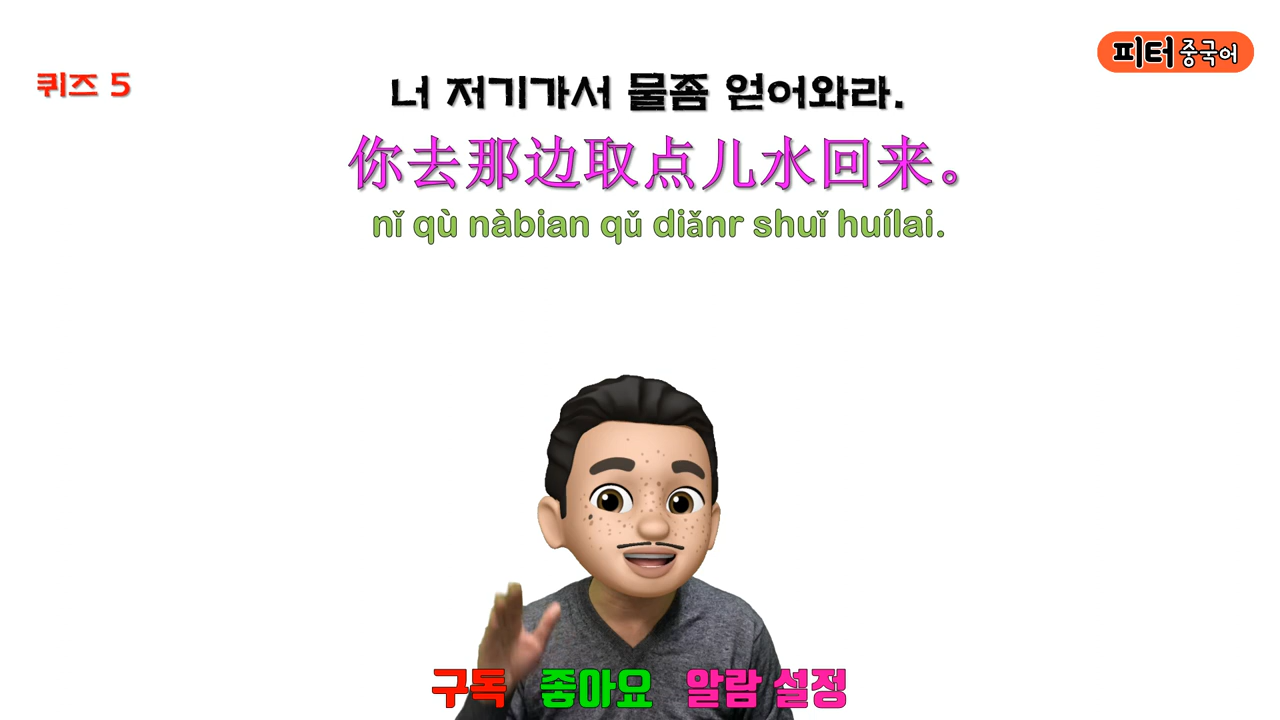 피터 중국어
퀴즈 5
너 저기가서 물좀 얻어와라.
你去那边取点儿水回来。
nǐ qù nàbian qǔ diǎnr shuǐ huílai.
구독 좋아요 알람 설정